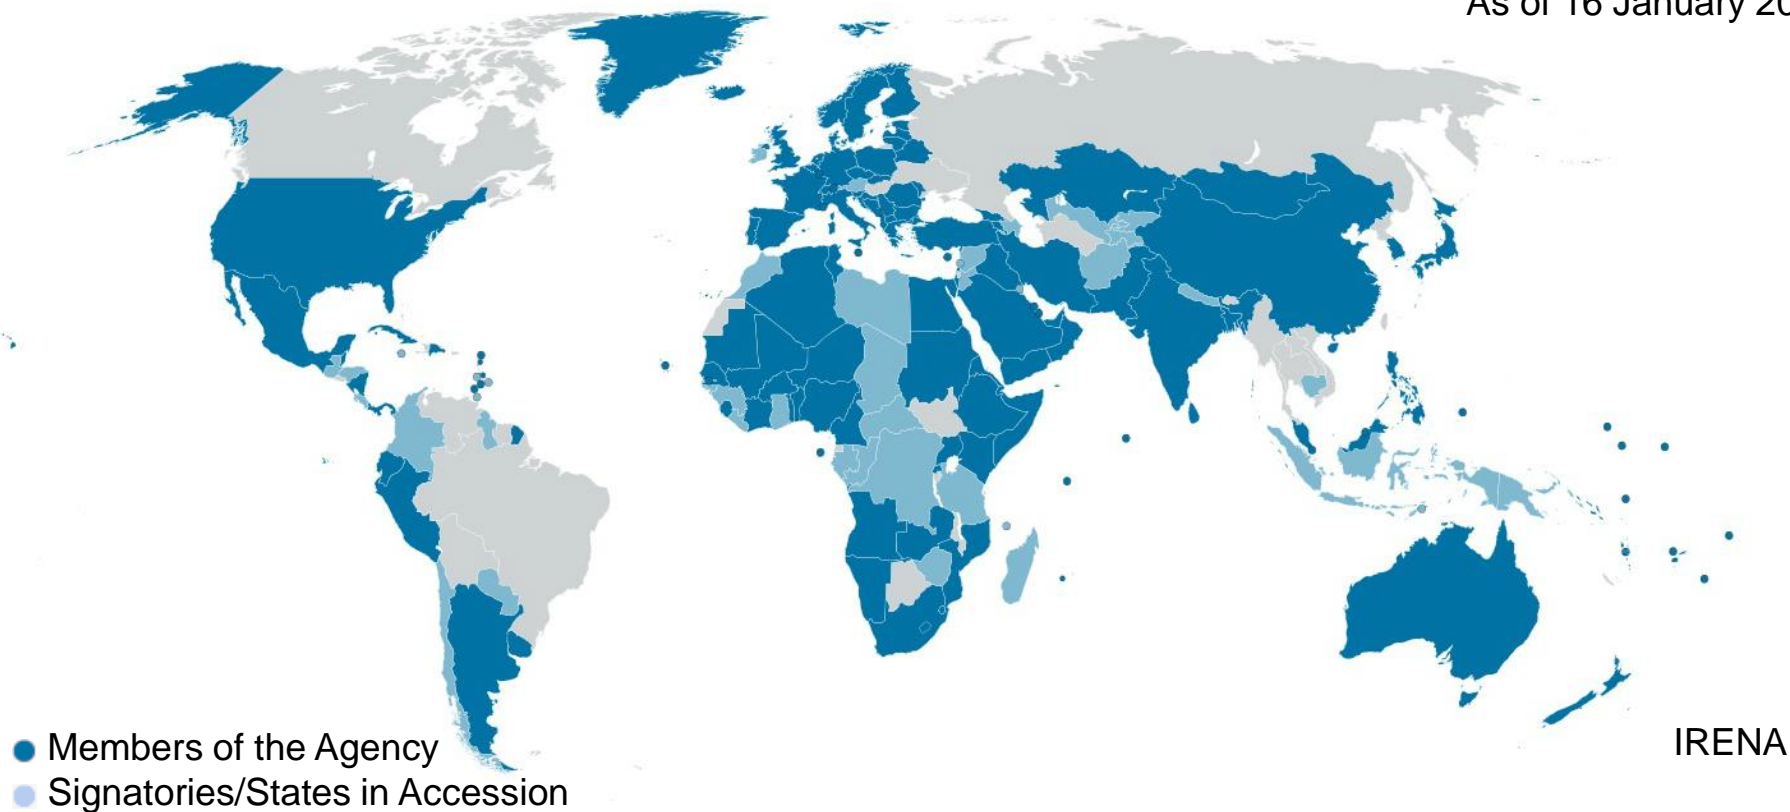 As of 16 January 20
IRENA
Members of the Agency
Signatories/States in Accession